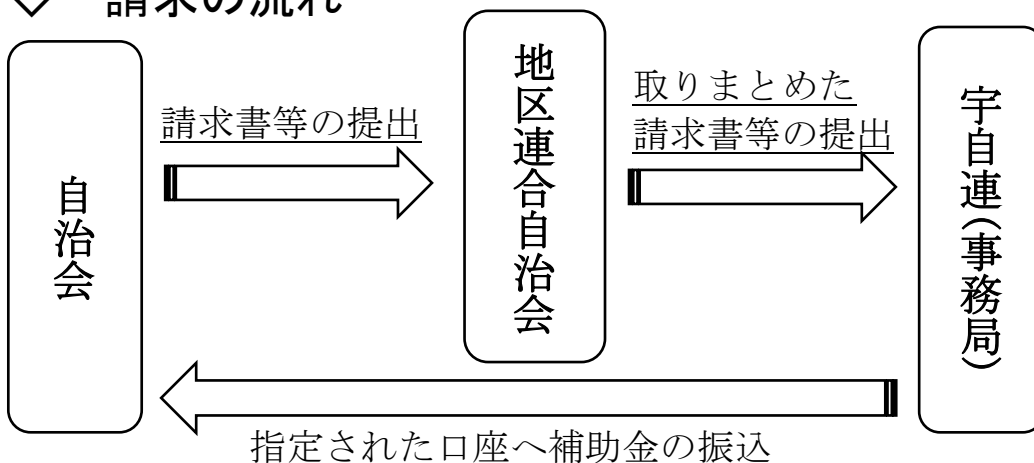 ◇ 請求の流れ
自治会
請求書等の提出
地区連合自治会
取りまとめた
請求書等の提出
宇自連(事務局)
指定された口座へ補助金の振込